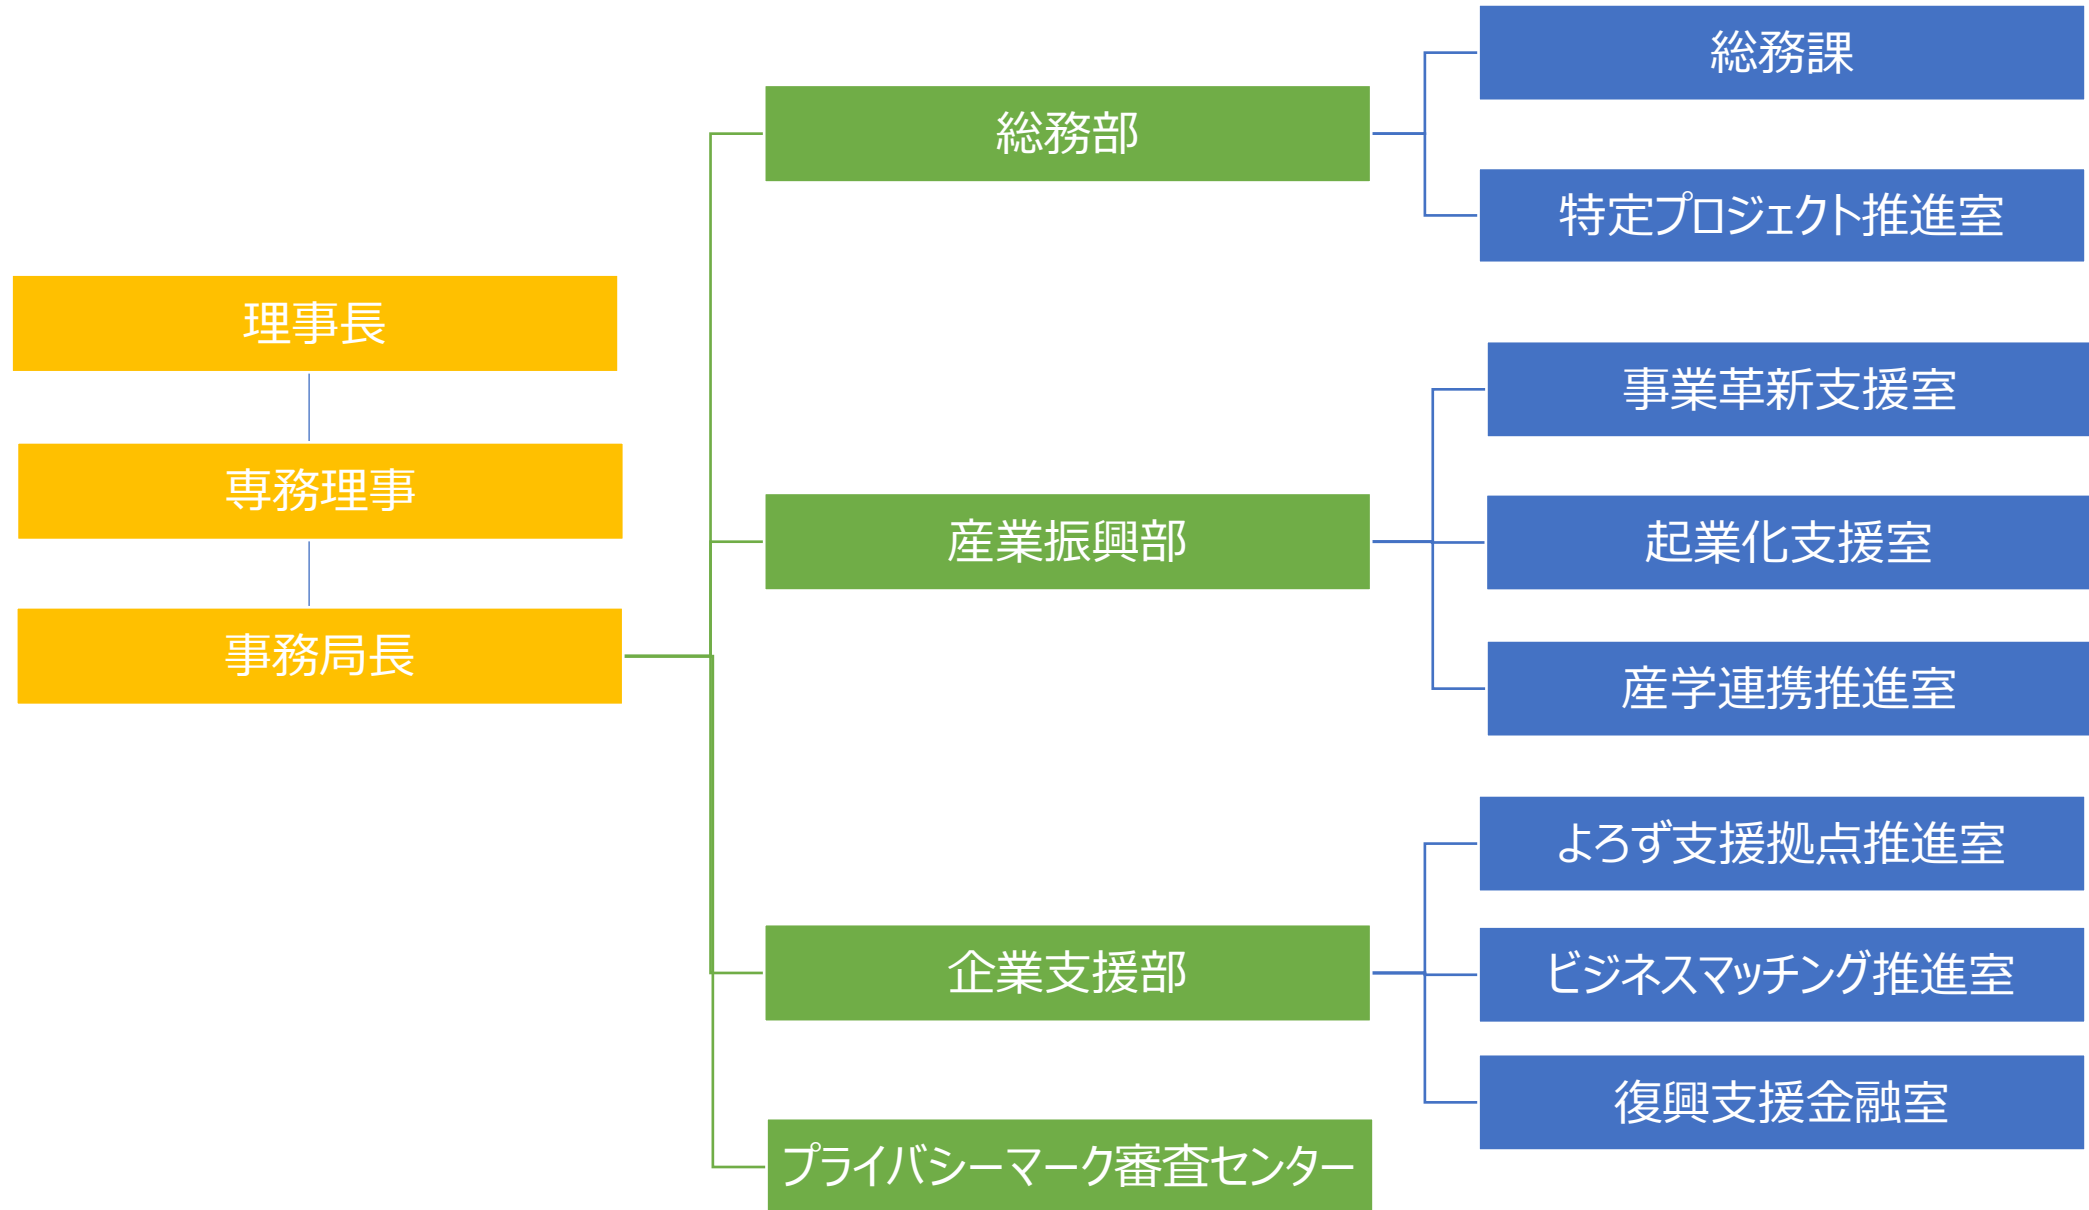 理事長
専務理事
事務局長
総務部
総務課
特定プロジェクト推進室
産業振興部
事業革新支援室
起業化支援室
産学連携推進室
企業支援部
よろず支援拠点推進室
ビジネスマッチング推進室
復興支援金融室
プライバシーマーク審査センター